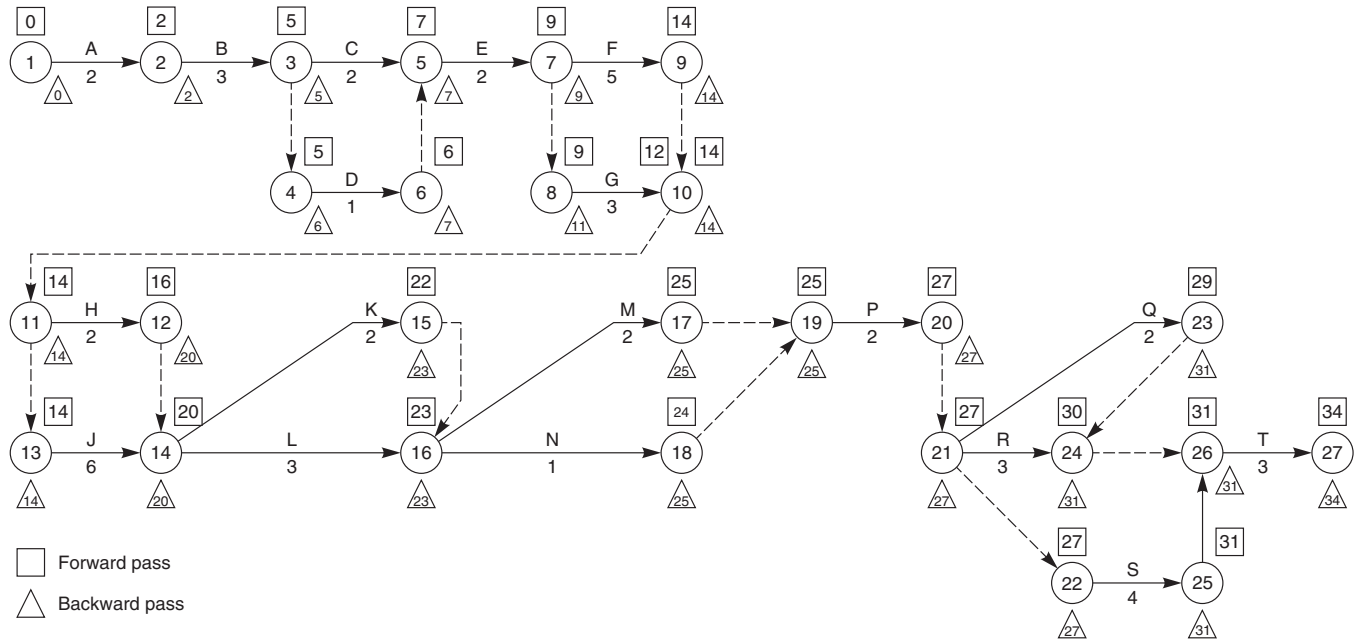 0 2 5 7 9 14
A B C E F
1 2 3 5 7 9
2 3 2 2 5
0 2 5 7 9 14
5 6 9 12 14
D G
4 6 8 10
1 3
6 7 11 14
14 16 22 25 25 27 29
H K M P Q
11 12 15 17 19 20 23
2 2 2 2 2
14 20 23 25 25 27 31
14 20 23 24 27 30 31 34
J L N R T
13 14 16 18 21 24 26 27
6 3 1 3 3
14 20 23 25 27 31 31 34
27 31
S
22 25
4
27 31
Forward pass
Backward pass